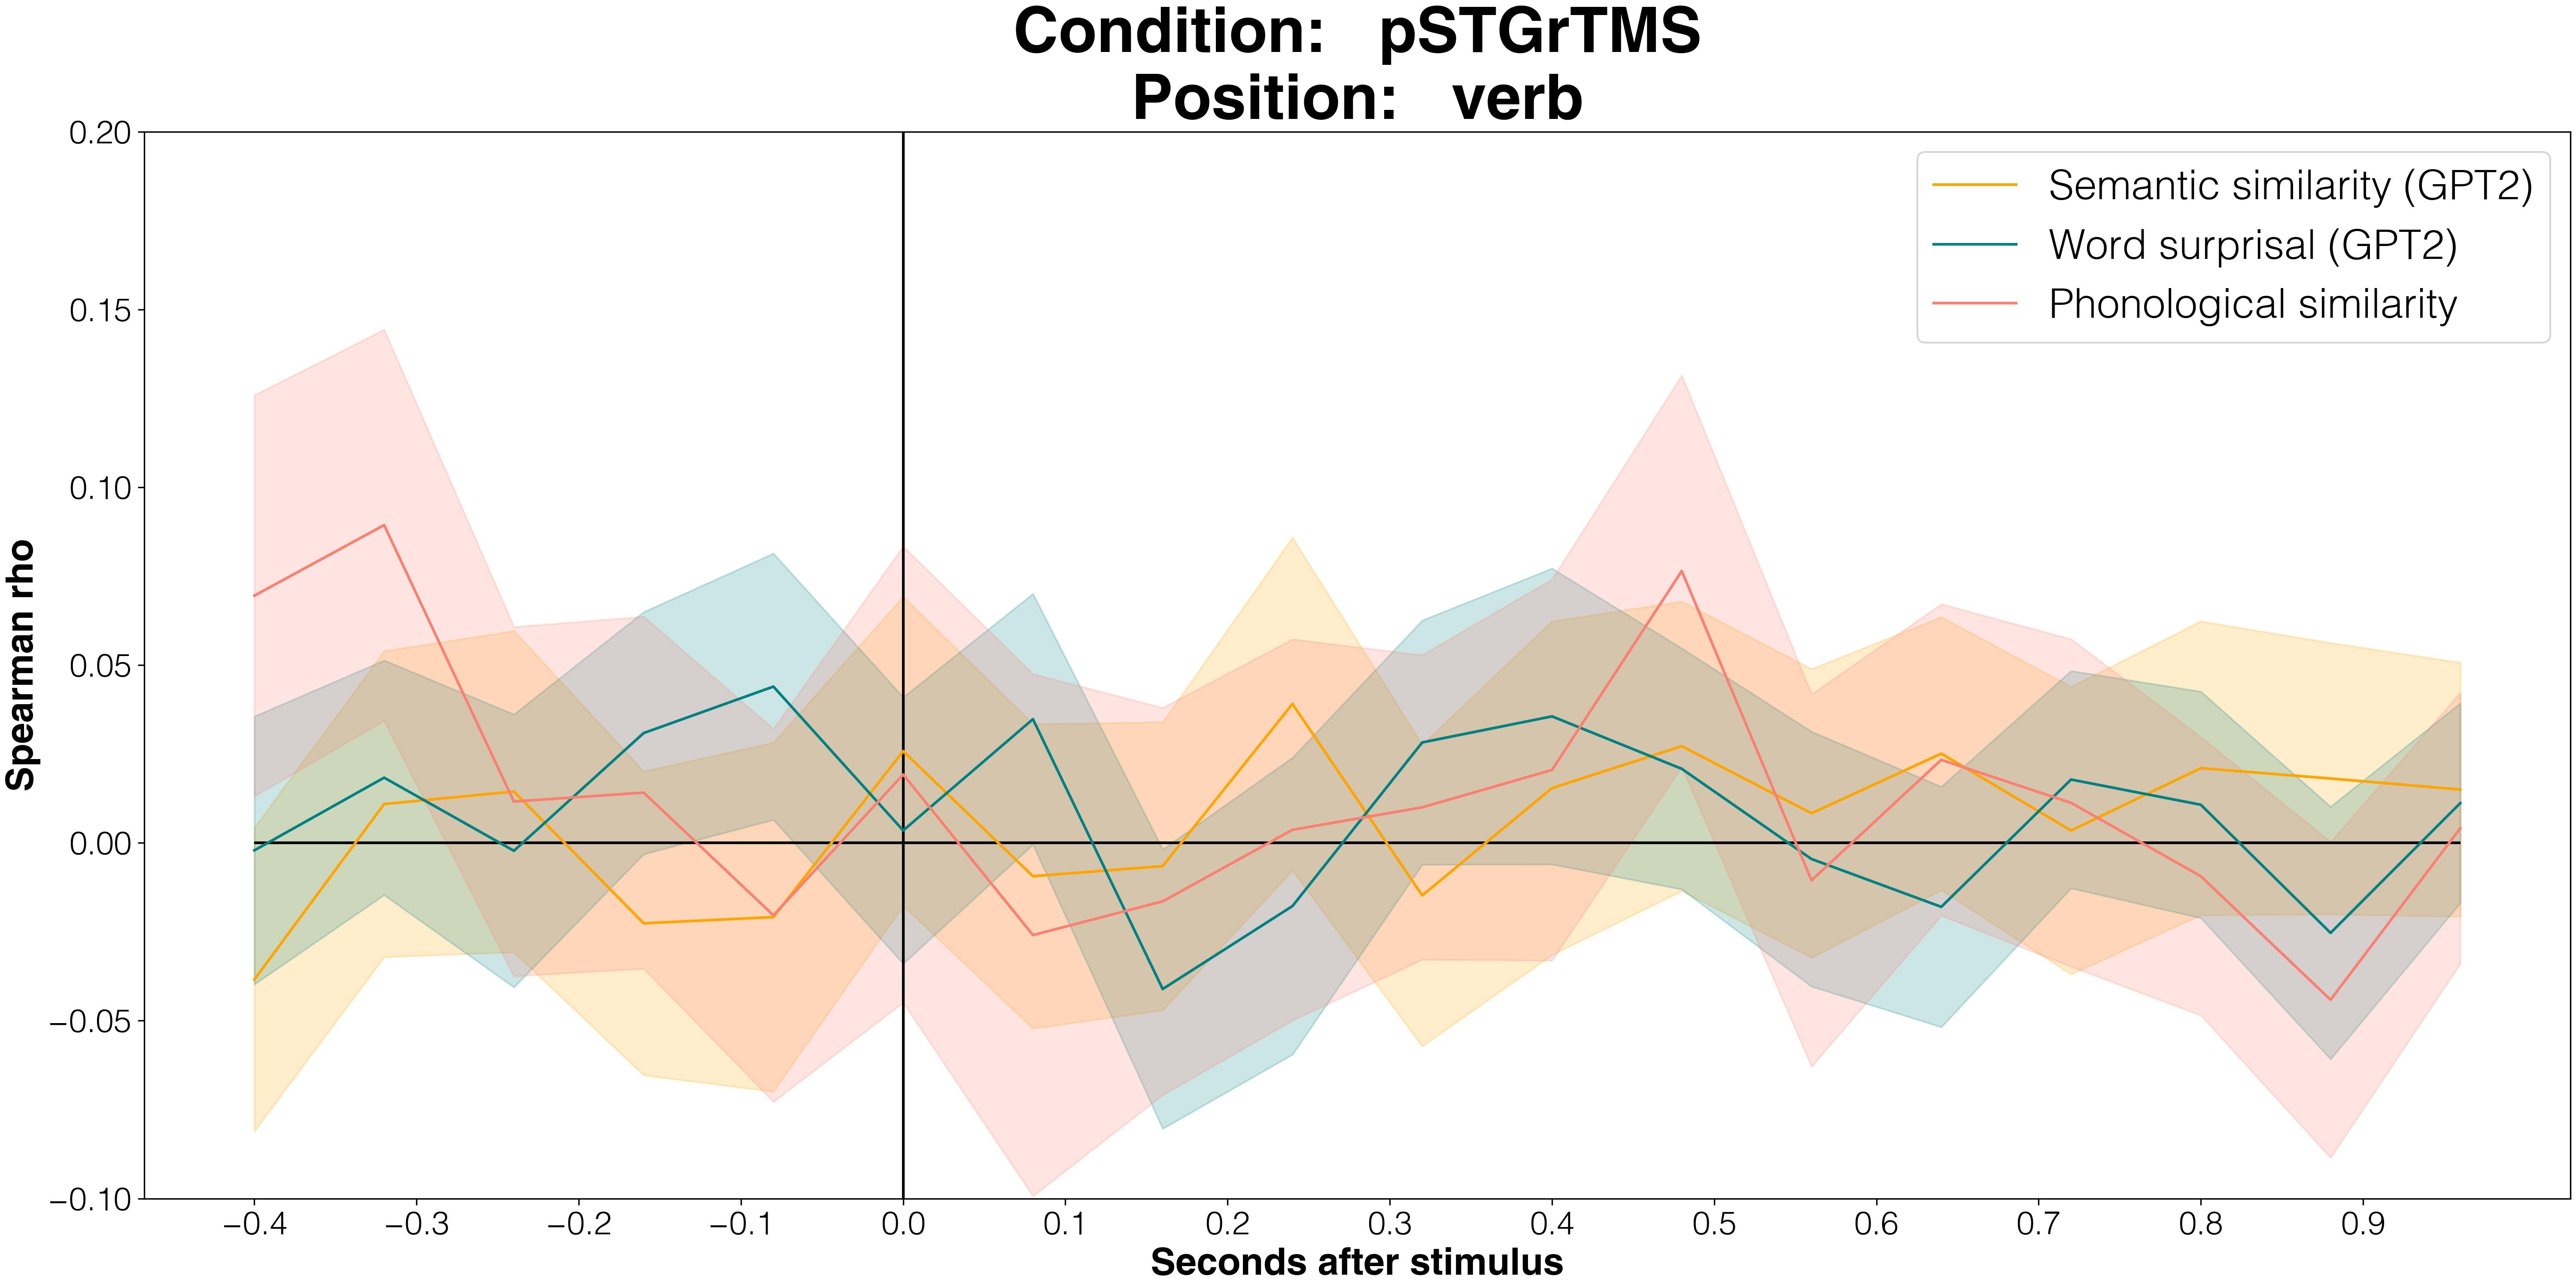 Condition:   pSTGrTMS
Position:   verb
0.20
0.15
0.10
0.05
0.00
−0.05
−0.10
Spearman rho
Semantic similarity (GPT2)
Word surprisal (GPT2)
Phonological similarity
−0.4 −0.3 −0.2 −0.1 0.0 0.1 0.2 0.3 0.4 0.5 0.6 0.7 0.8 0.9
Seconds after stimulus